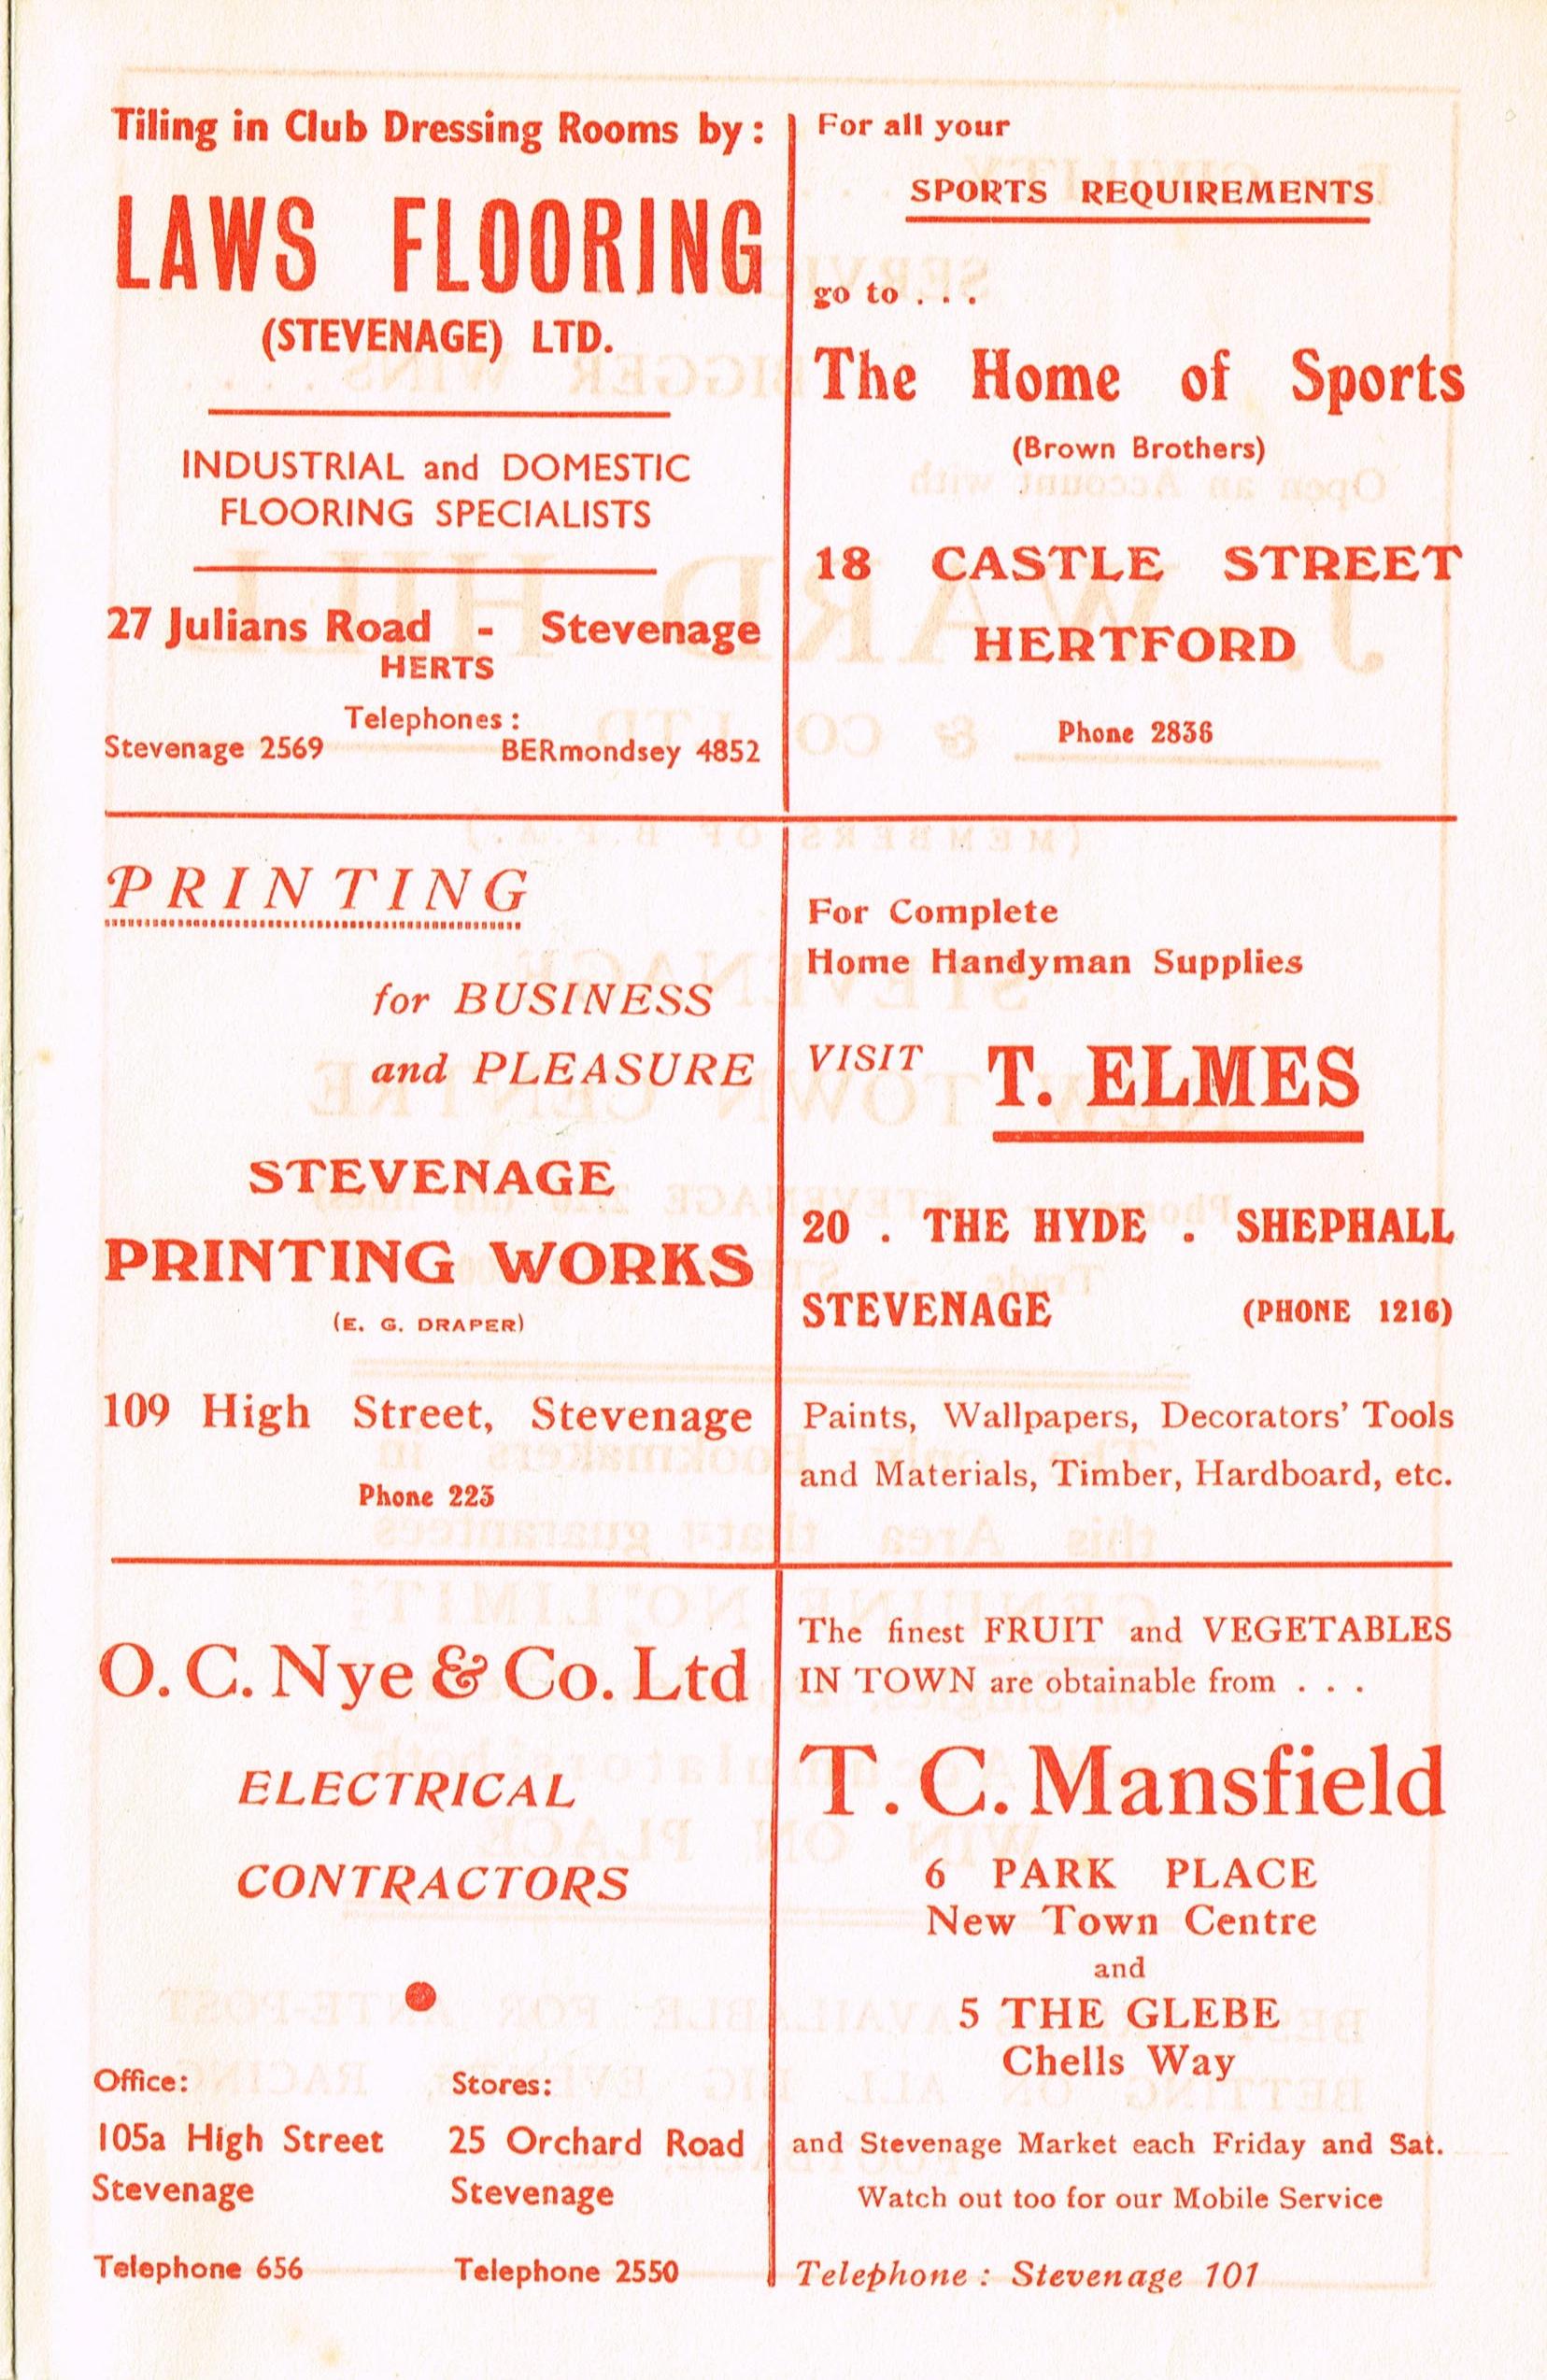 Tiling in Club Dressing Rooms by:
LAWS FLOORING
(STEVENAGE) LTD.
INDUSTRIAL and DOMESTIC
FLOORING SPECIALISTS
27 Julians Road - Stevenage
HERTS
Telephones:
Stevenage 2569 BERmondsey 4852
For all your
SPORTS REQUIREMENTS
go to . . .
The Home of Sports
(Brown Brothers)
18 CASTLE STREET
HERTFORD
Phone 2836
PRINTING
for BUSINESS
and PLEASURE
STEVENAGE
PRINTING WORKS
(E. G. DRAPER)
109 High Street, Stevenage
Phone 223
For Complete
Home Handyman Supplies
VISIT T. ELMES
20 . THE HYDE . SHEPHALL
STEVENAGE (PHONE 1216)
Paints, Wallpapers, Decorators' Tools
and Materials, Timber, Hardboard, etc.
O. C. Nye & Co. Ltd
ELECTRICAL
CONTRACTORS
Office: Stores:
105a High Street 25 Orchard Road
Stevenage Stevenage
Telephone 656 Telephone 2550
The finest FRUIT and VEGETABLES
IN TOWN are obtainable from . . .
T. C. Mansfield
6 PARK PLACE
New Town Centre
and
5 THE GLEBE
Chells Way
and Stevenage Market each Friday and Sat.
Watch out too for our Mobile Service
Telephone : Stevenage 101